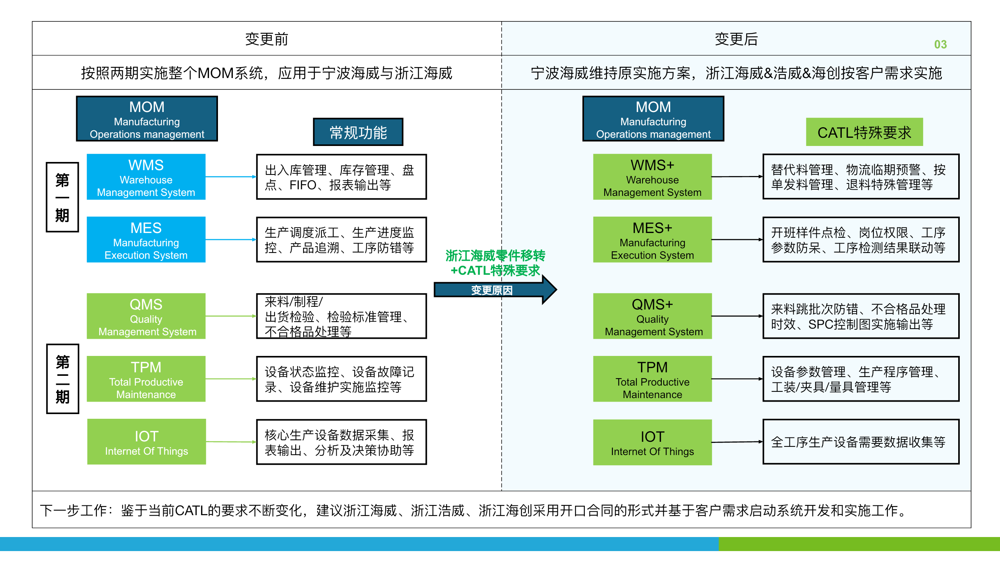 变更前
变更后
03
按照两期实施整个MOM系统，应用于宁波海威与浙江海威
宁波海威维持原实施方案，浙江海威&浩威&海创按客户需求实施
MOM
Manufacturing
Operations management
常规功能
第
一
期
WMS
Warehouse
Management System
出入库管理、库存管理、盘
点、FIFO、报表输出等
MES
Manufacturing
Execution System
生产调度派工、生产进度监
控、产品追溯、工序防错等
第
二
期
QMS
Quality
Management System
来料/制程/
出货检验、检验标准管理、
不合格品处理等
TPM
Total Productive
Maintenance
设备状态监控、设备故障记
录、设备维护实施监控等
IOT
Internet Of Things
核心生产设备数据采集、报
表输出、分析及决策协助等
浙江海威零件移转
+CATL特殊要求
变更原因
MOM
Manufacturing
Operations management
CATL特殊要求
WMS+
Warehouse
Management System
替代料管理、物流临期预警、按
单发料管理、退料特殊管理等
MES+
Manufacturing
Execution System
开班样件点检、岗位权限、工序
参数防呆、工序检测结果联动等
QMS+
Quality
Management System
来料跳批次防错、不合格品处理
时效、SPC控制图实施输出等
TPM
Total Productive
Maintenance
设备参数管理、生产程序管理、
工装/夹具/量具管理等
IOT
Internet Of Things
全工序生产设备需要数据收集等
下一步工作：鉴于当前CATL的要求不断变化，建议浙江海威、浙江浩威、浙江海创采用开口合同的形式并基于客户需求启动系统开发和实施工作。